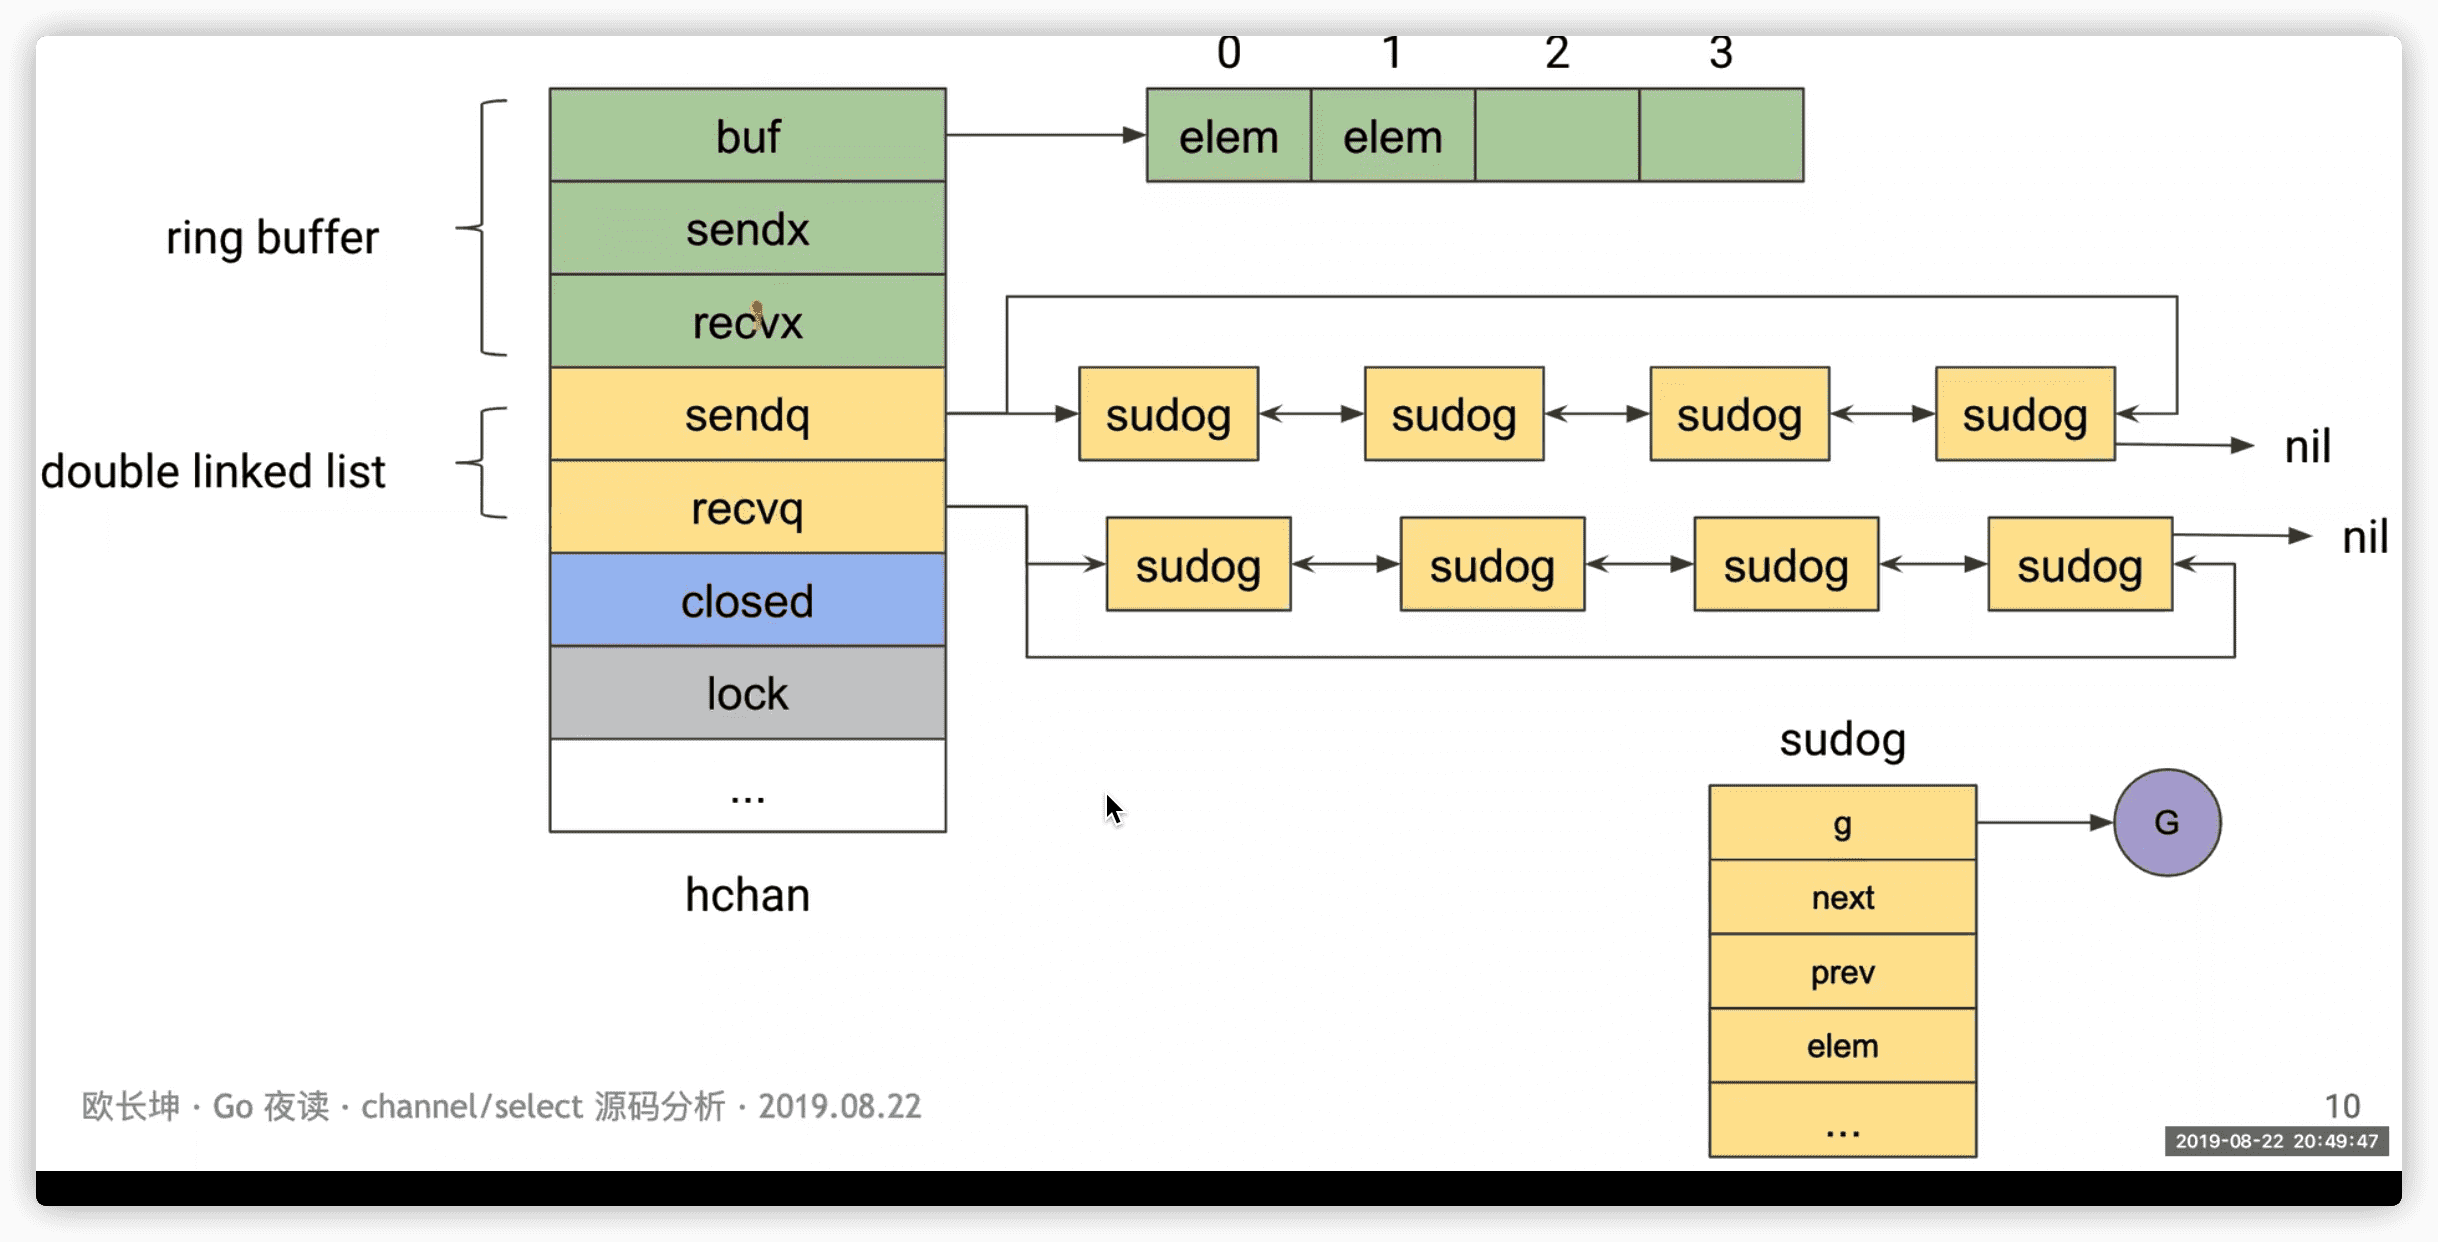 0 1 2 3
buf
elem elem
sendx
ring buffer
recvx
sendq
sudog sudog sudog sudog
nil
double linked list
recvq
sudog sudog sudog sudog
nil
closed
lock
...
hchan
sudog
g
G
next
prev
elem
...
欧长坤 · Go 夜读 · channel/select 源码分析 · 2019.08.22
10
2019-08-22 20:49:47